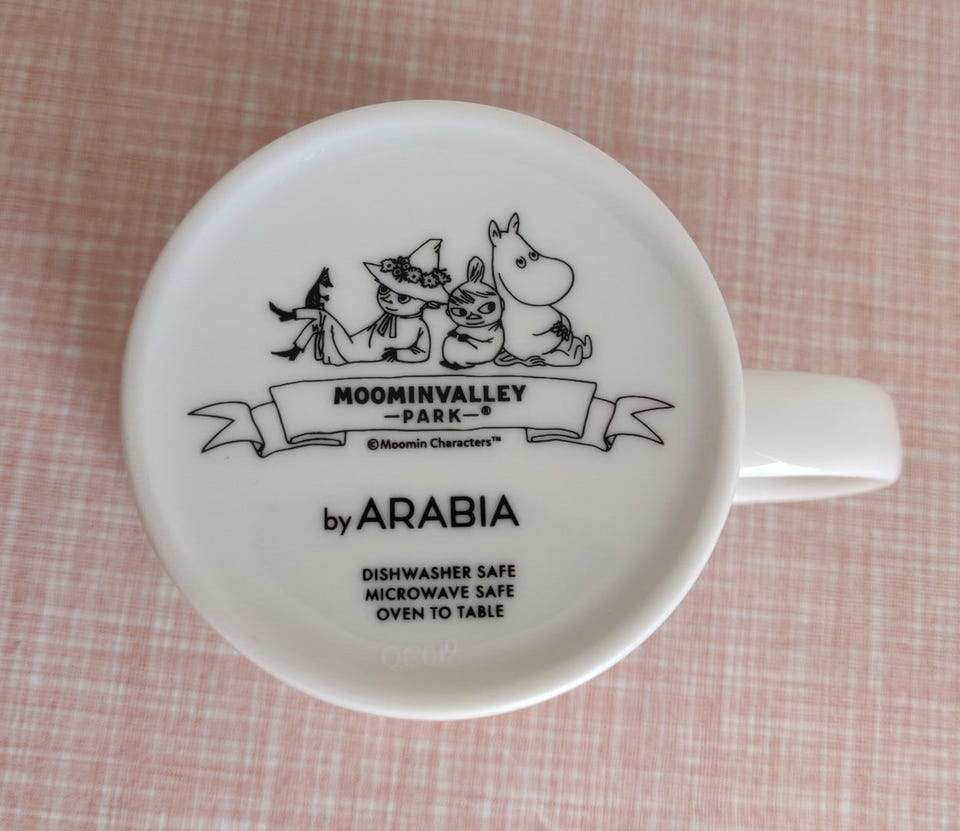 MOOMINVALLEY
—PARK—®
©Moomin Characters™
by ARABIA
DISHWASHER SAFE
MICROWAVE SAFE
OVEN TO TABLE